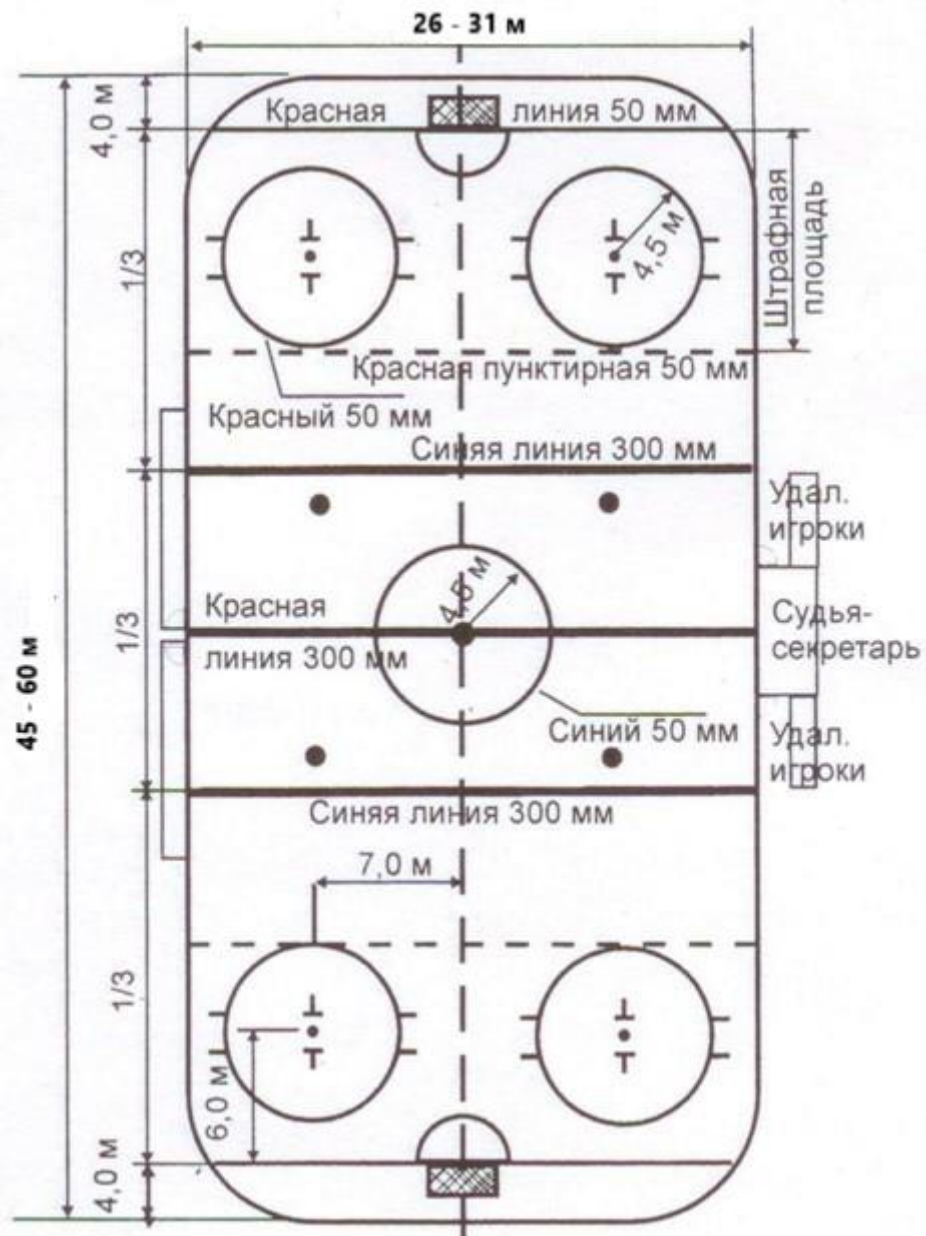 26 - 31 м
4,0 м
Красная линия 50 мм
1/3
4,5 м
Штрафная
площадь
Красная пунктирная 50 мм
Красный 50 мм
Синяя линия 300 мм
Удал.
игроки
4,5 м
Красная
линия 300 мм
1/3
45 - 60 м
Судья-
секретарь
Синий 50 мм
Удал.
игроки
Синяя линия 300 мм
7,0 м
1/3
6,0 м
4,0 м